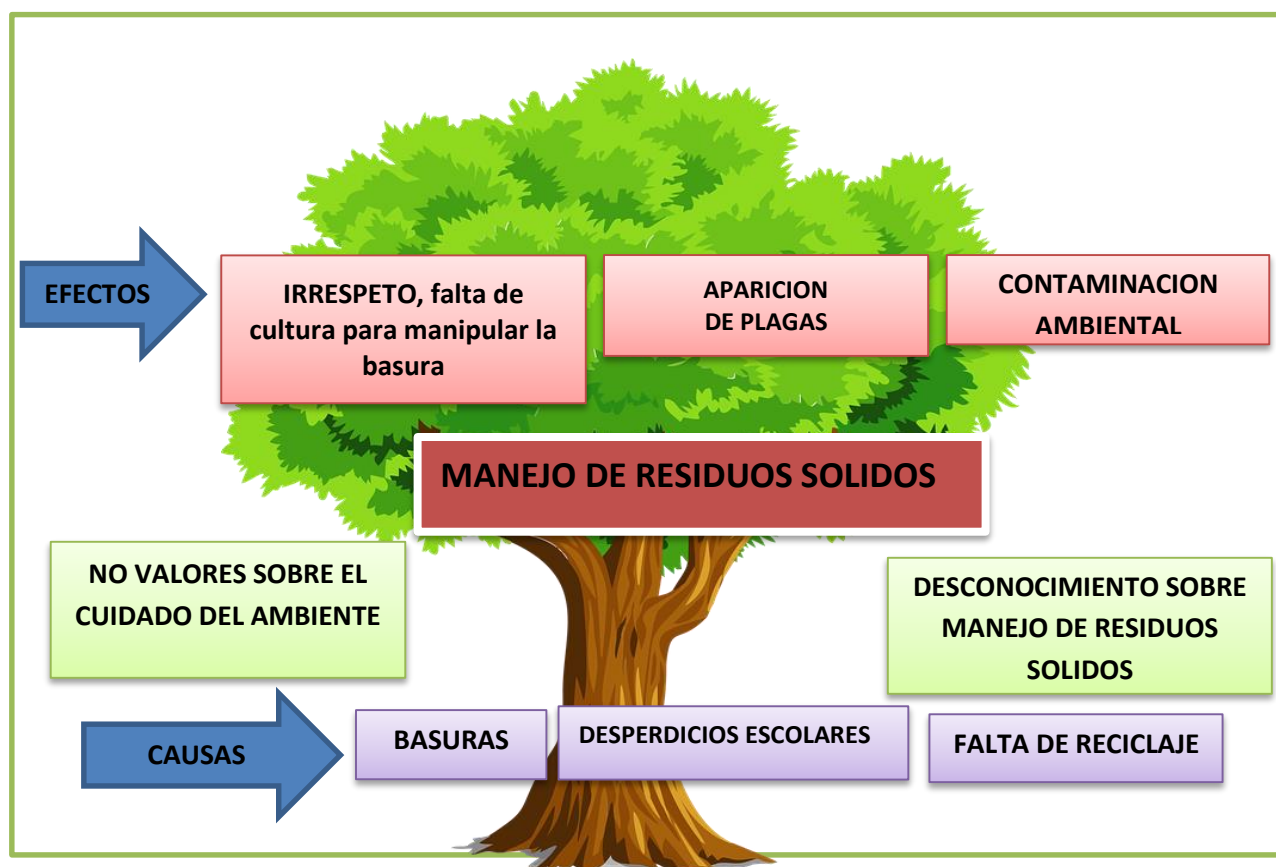 EFECTOS
IRRESPETO, falta de
cultura para manipular la
basura
APARICION
DE PLAGAS
CONTAMINACION
AMBIENTAL
MANEJO DE RESIDUOS SOLIDOS
NO VALORES SOBRE EL
CUIDADO DEL AMBIENTE
DESCONOCIMIENTO SOBRE
MANEJO DE RESIDUOS
SOLIDOS
CAUSAS
BASURAS
DESPERDICIOS ESCOLARES
FALTA DE RECICLAJE